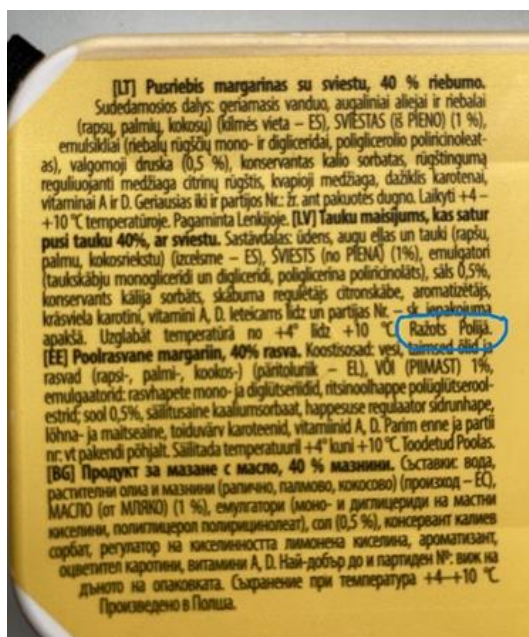 [LT] Pusriebis margarinas su sviestu, 40 % riebumo.
Sudedamosios dalys: geriamasis vanduo, augaliniai aliejai ir riebalai
(rapsų, palmių, kokosų) (kilmės vieta – ES), SVIESTAS (iš PIENO) (1 %),
emulsikliai (riebalų rūgščių mono- ir digliceridai, poliglicerolio poliricinoleat-
as), valgomoji druska (0,5 %), konservantas kalio sorbatas, rūgštingumą
reguliuojanti medžiaga citrinų rūgštis, kvapioji medžiaga, dažiklis karotenai,
vitaminai A ir D. Geriausias iki ir partijos Nr.: žr. ant pakuotės dugno. Laikyti +4 –
+10 °C temperatūroje. Pagaminta Lenkijoje. [LV] Tauku maisījums, kas satur
pusi tauku 40%, ar sviestu. Sastāvdaļas: ūdens, augu eļļas un tauki (rapšu,
palmu, kokosriekstu) (izcelsme – ES), SVIESTS (no PIENA) (1%), emulgatori
(taukskābju monoglicerīdi un diglicerīdi, poliglicerīna poliricinolāts), sāls 0,5%,
konservants kālija sorbāts, skābuma regulētājs citronskābe, aromatizētājs,
krāsviela karotīni, vitamīni A, D. Ieteicams līdz un partijas Nr. – sk. iepakojuma
apakšā. Uzglabāt temperatūrā no +4° līdz +10 °C. Ražots Polijā.
[EE] Poolrasvane margariin, 40% rasva. Koostisosad: vesi, taimsed õlid ja
rasvad (rapsi-, palmi-, kookos-) (päritoluriik – EL), VÕI (PIIMAST) 1%,
emulgaatorid: rasvhapete mono- ja diglütseriidid, ritsinoolhappe polüglütserool-
estrid; sool 0,5%, säilitusaine kaaliumsorbaat, happesuse regulaator sidrunhape,
lõhna- ja maitseaine, toiduvärv karoteenid, vitamiinid A, D. Parim enne ja partii
nr: vt pakendi põhjalt. Säilitada temperatuuril +4° kuni +10 °C. Toodetud Poolas.
[BG] Продукт за мазане с масло, 40 % мазнини. Съставки: вода,
растителни олиа и мазнини (рапично, палмово, кокосово) (произход – ЕС),
МАСЛО (от МЛЯКО) (1 %), емулгатори (моно- и диглицериди на мастни
киселини, полиглицерол полирицинолеат), сол (0,5 %), консервант калиев
сорбат, регулатор на киселинността лимонена киселина, ароматизант,
оцветител каротини, витамини A, D. Най-добър до и партиден №: виж на
дъното на опаковката. Съхранение при температура +4–+10 °C.
Произведено в Полша.